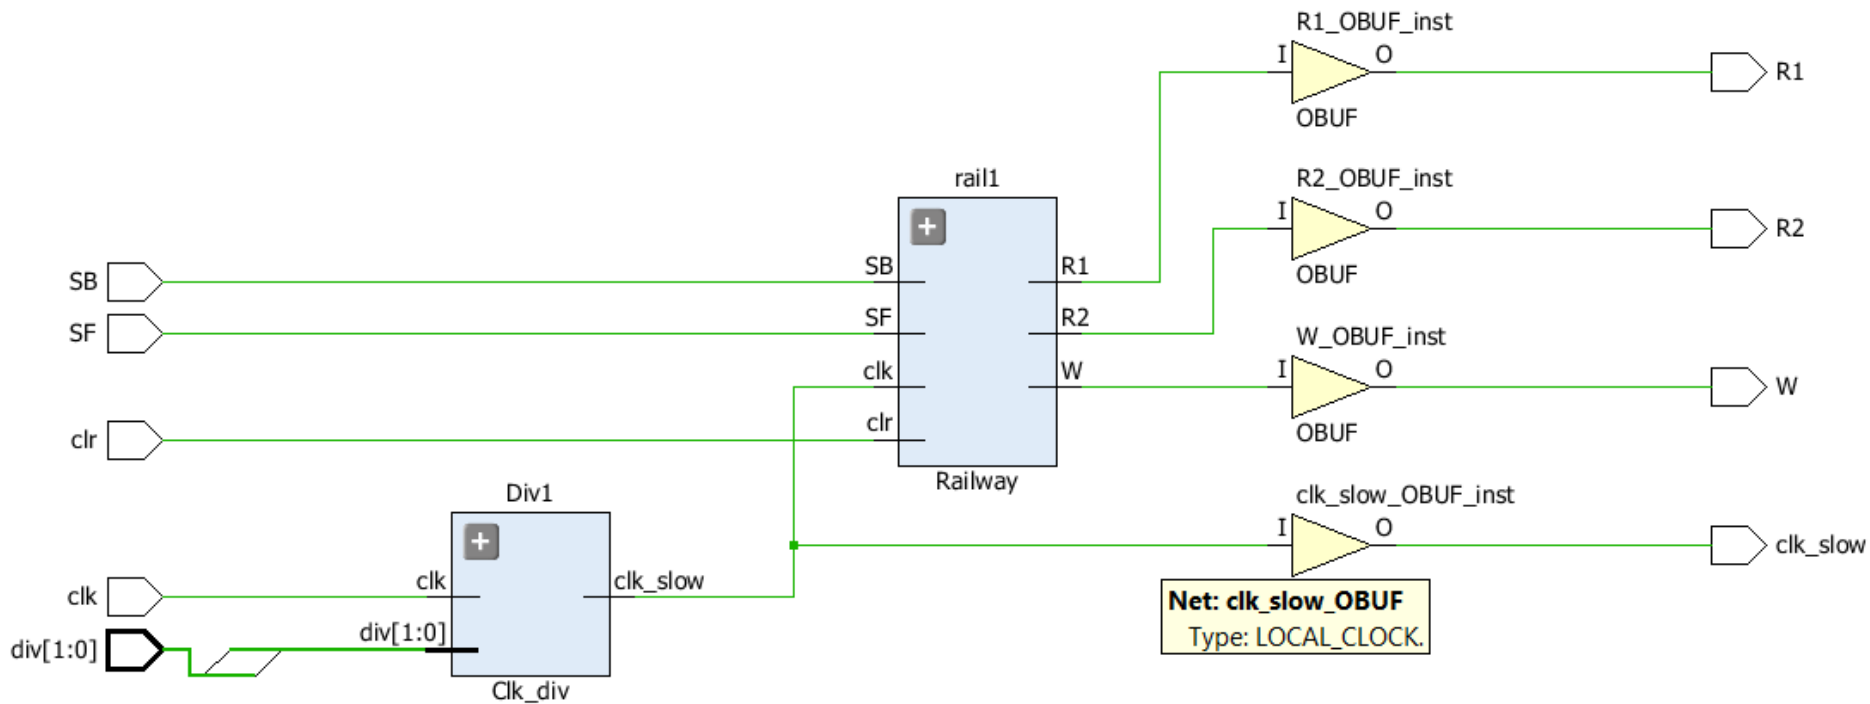 R1_OBUF_inst
I
O
R1
OBUF
R2_OBUF_inst
I
O
R2
OBUF
rail1
+
SB
SB
R1
SF
SF
R2
W_OBUF_inst
clk
W
I
O
W
OBUF
clr
clr
Railway
Div1
+
clk_slow_OBUF_inst
I
O
clk_slow
clk
clk
clk_slow
div[1:0]
div[1:0]
Clk_div
Net: clk_slow_OBUF
Type: LOCAL_CLOCK.